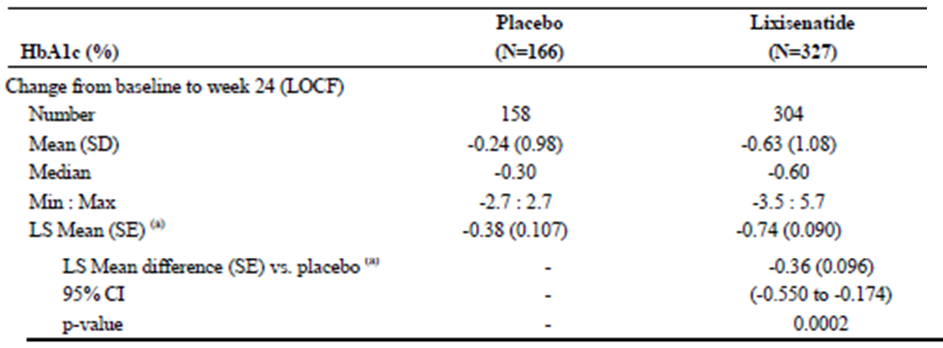 Placebo Lixisenatide
HbA1c (%) (N=166) (N=327)
Change from baseline to week 24 (LOCF)
Number 158 304
Mean (SD) -0.24 (0.98) -0.63 (1.08)
Median -0.30 -0.60
Min : Max -2.7 : 2.7 -3.5 : 5.7
LS Mean (SE) (a) -0.38 (0.107) -0.74 (0.090)
LS Mean difference (SE) vs. placebo (a) - -0.36 (0.096)
95% CI - (-0.550 to -0.174)
p-value - 0.0002